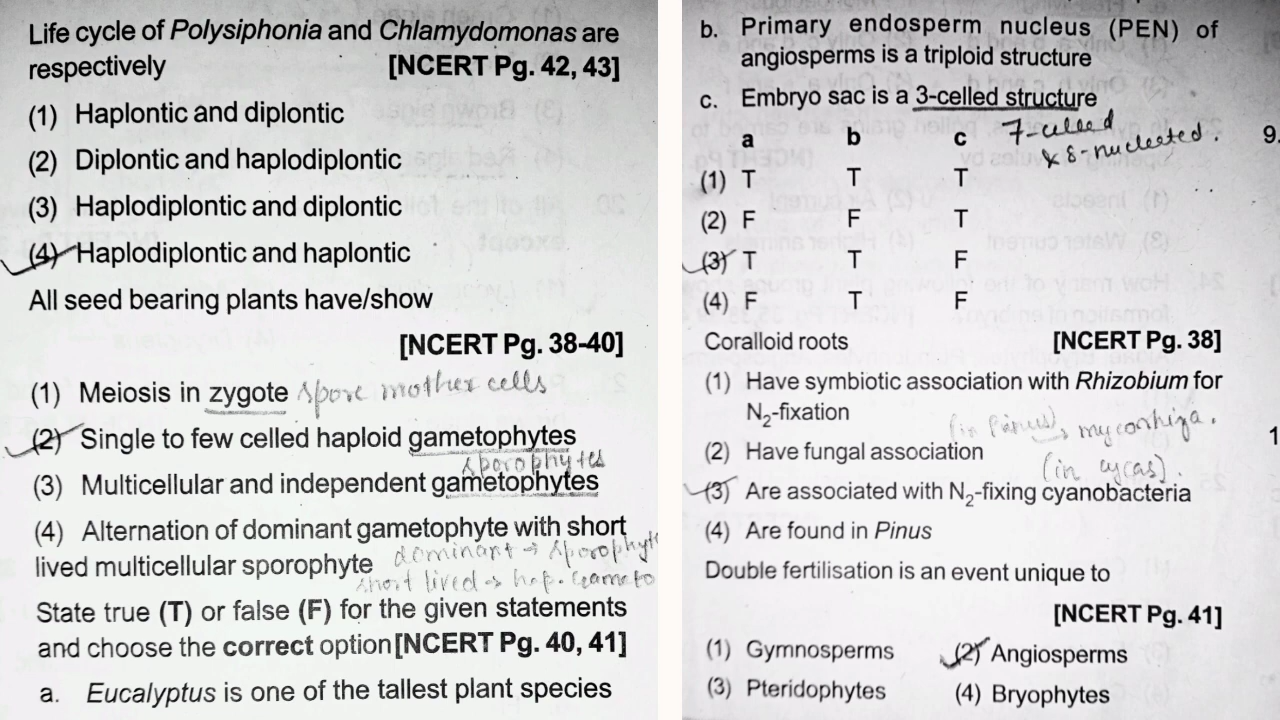 Life cycle of Polysiphonia and Chlamydomonas are
respectively [NCERT Pg. 42, 43]
(1) Haplontic and diplontic
(2) Diplontic and haplodiplontic
(3) Haplodiplontic and diplontic
(4) Haplodiplontic and haplontic
All seed bearing plants have/show
[NCERT Pg. 38-40]
(1) Meiosis in zygote spore mother cells
(2) Single to few celled haploid gametophytes
sporophytes
(3) Multicellular and independent gametophytes
(4) Alternation of dominant gametophyte with short
lived multicellular sporophyte dominant → sporophyt
short lived → hap. Gameto
State true (T) or false (F) for the given statements
and choose the correct option [NCERT Pg. 40, 41]
a. Eucalyptus is one of the tallest plant species
b. Primary endosperm nucleus (PEN) of
angiosperms is a triploid structure
c. Embryo sac is a 3-celled structure
7-celled
& 8-nucleated.
a b c
(1) T T T
(2) F F T
(3) T T F
(4) F T F
9.
Coralloid roots [NCERT Pg. 38]
(1) Have symbiotic association with Rhizobium for
N₂-fixation
(in Pinus) → mycorrhiza.
(2) Have fungal association
(in cycas).
(3) Are associated with N₂-fixing cyanobacteria
(4) Are found in Pinus
1
Double fertilisation is an event unique to
[NCERT Pg. 41]
(1) Gymnosperms (2) Angiosperms
(3) Pteridophytes (4) Bryophytes